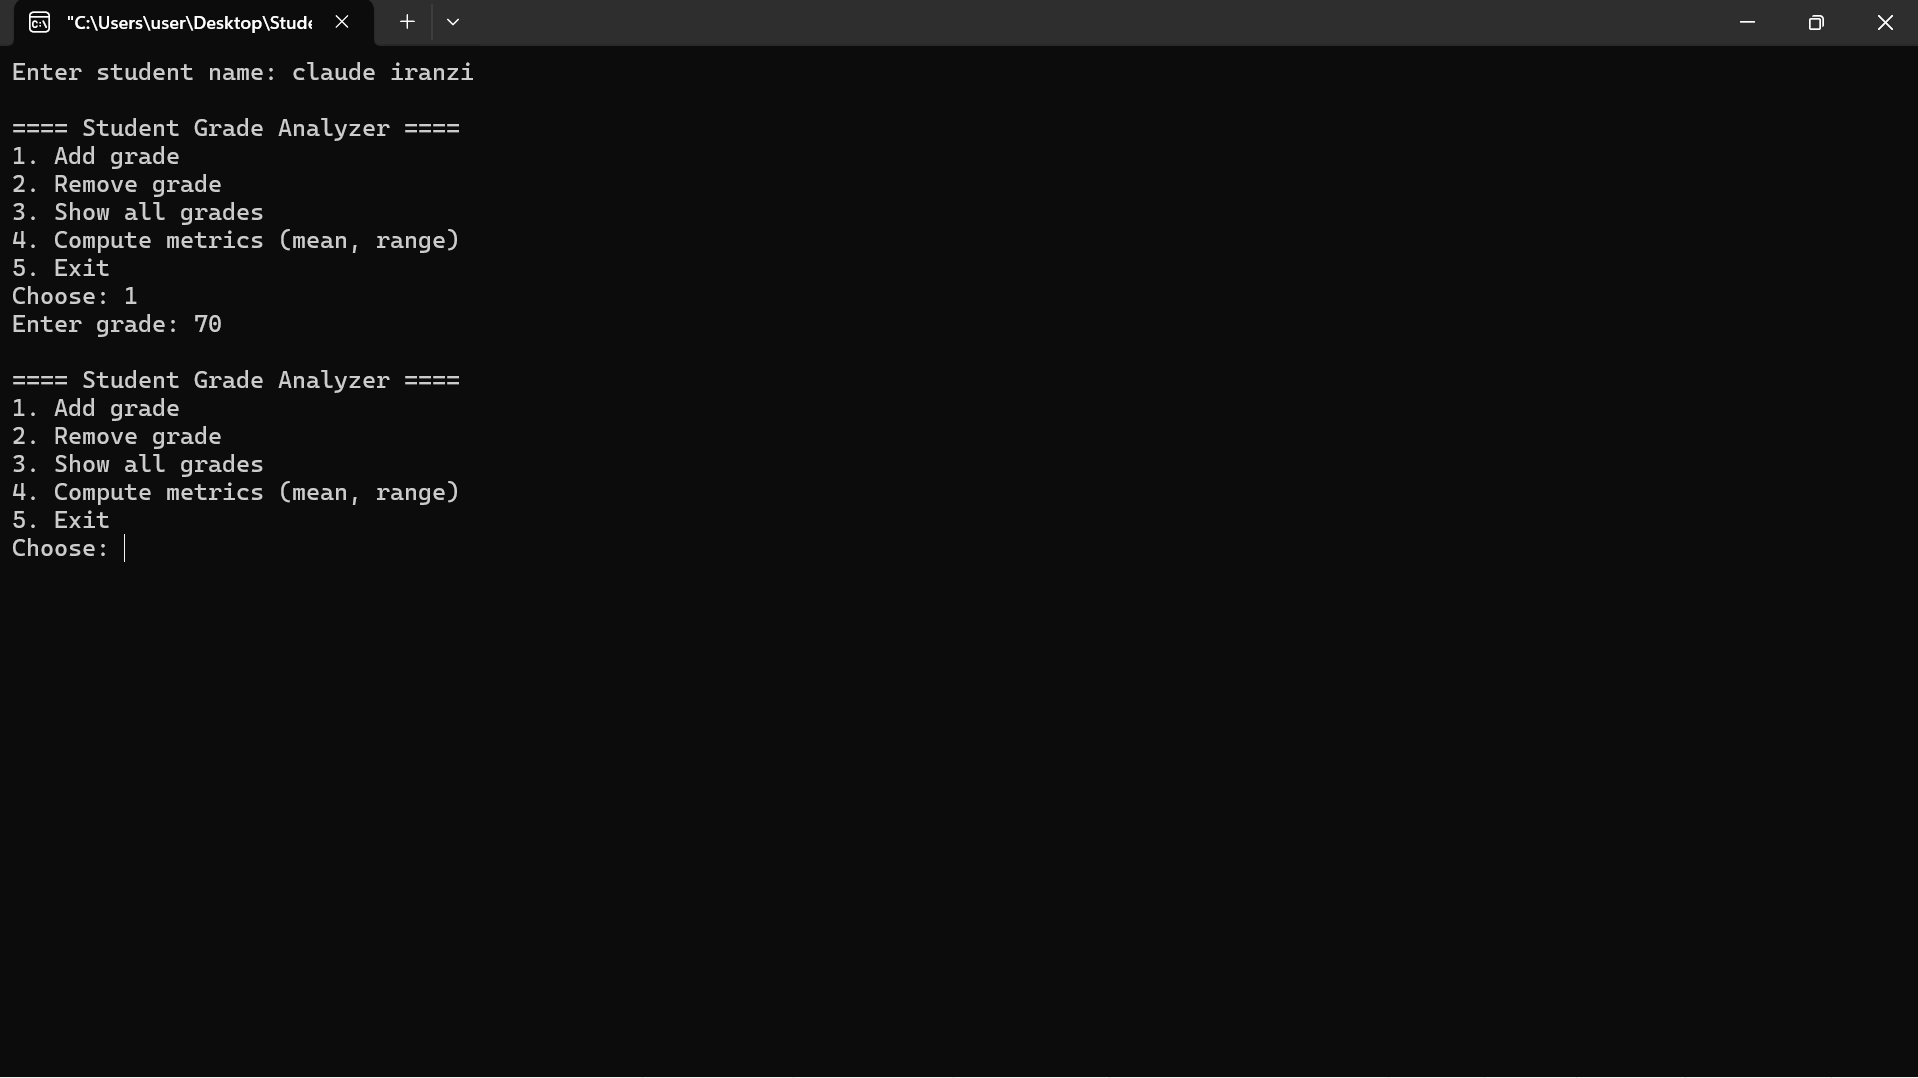 "C:\Users\user\Desktop\Stude
Enter student name: claude iranzi
==== Student Grade Analyzer ====
1. Add grade
2. Remove grade
3. Show all grades
4. Compute metrics (mean, range)
5. Exit
Choose: 1
Enter grade: 70
==== Student Grade Analyzer ====
1. Add grade
2. Remove grade
3. Show all grades
4. Compute metrics (mean, range)
5. Exit
Choose: